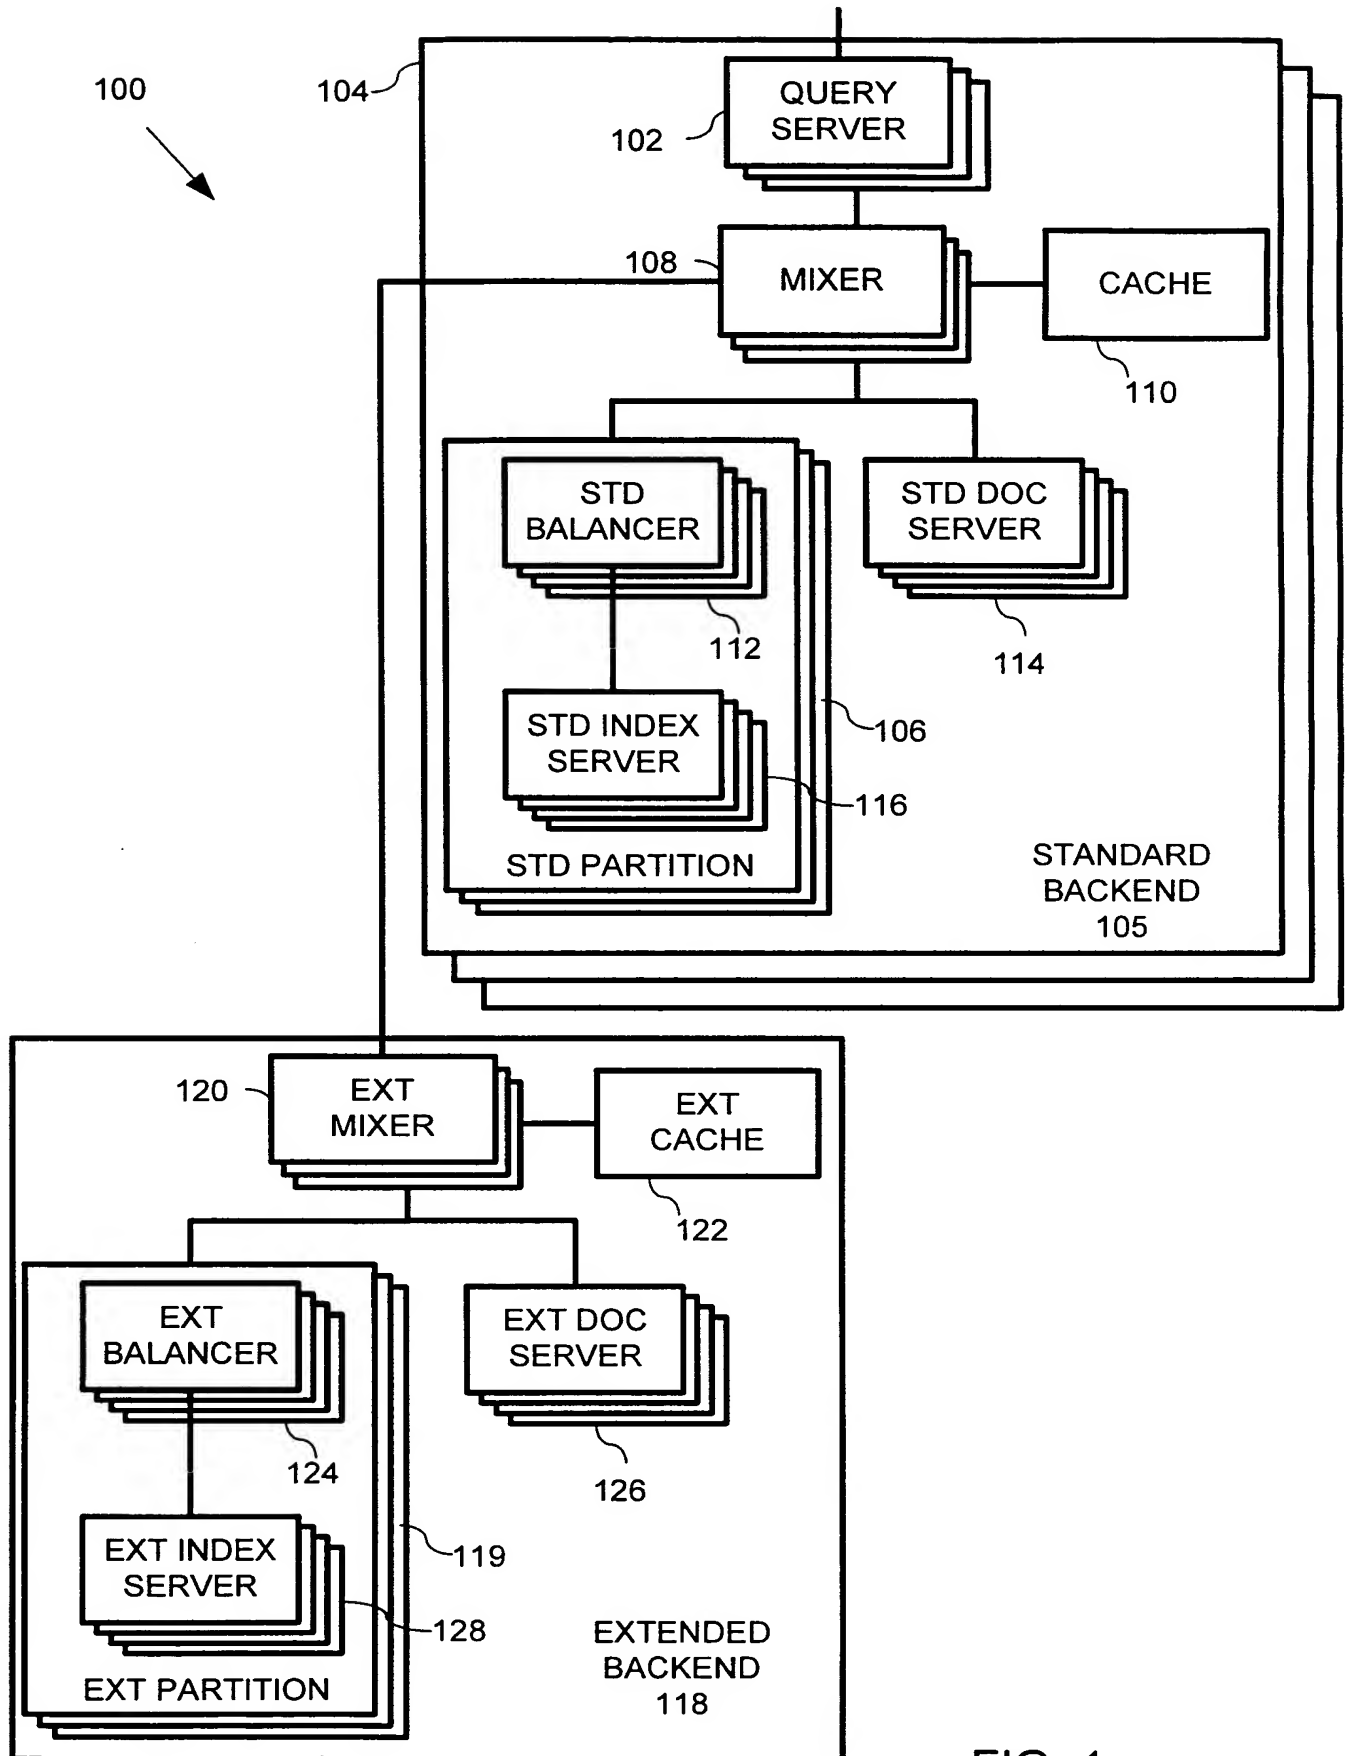 100
104
QUERY
SERVER
102
108
MIXER
CACHE
110
STD
BALANCER
STD DOC
SERVER
112
114
STD INDEX
SERVER
106
116
STD PARTITION
STANDARD
BACKEND
105
120
EXT
MIXER
EXT
CACHE
122
EXT
BALANCER
EXT DOC
SERVER
124
126
EXT INDEX
SERVER
119
128
EXT PARTITION
EXTENDED
BACKEND
118
FIG. 1